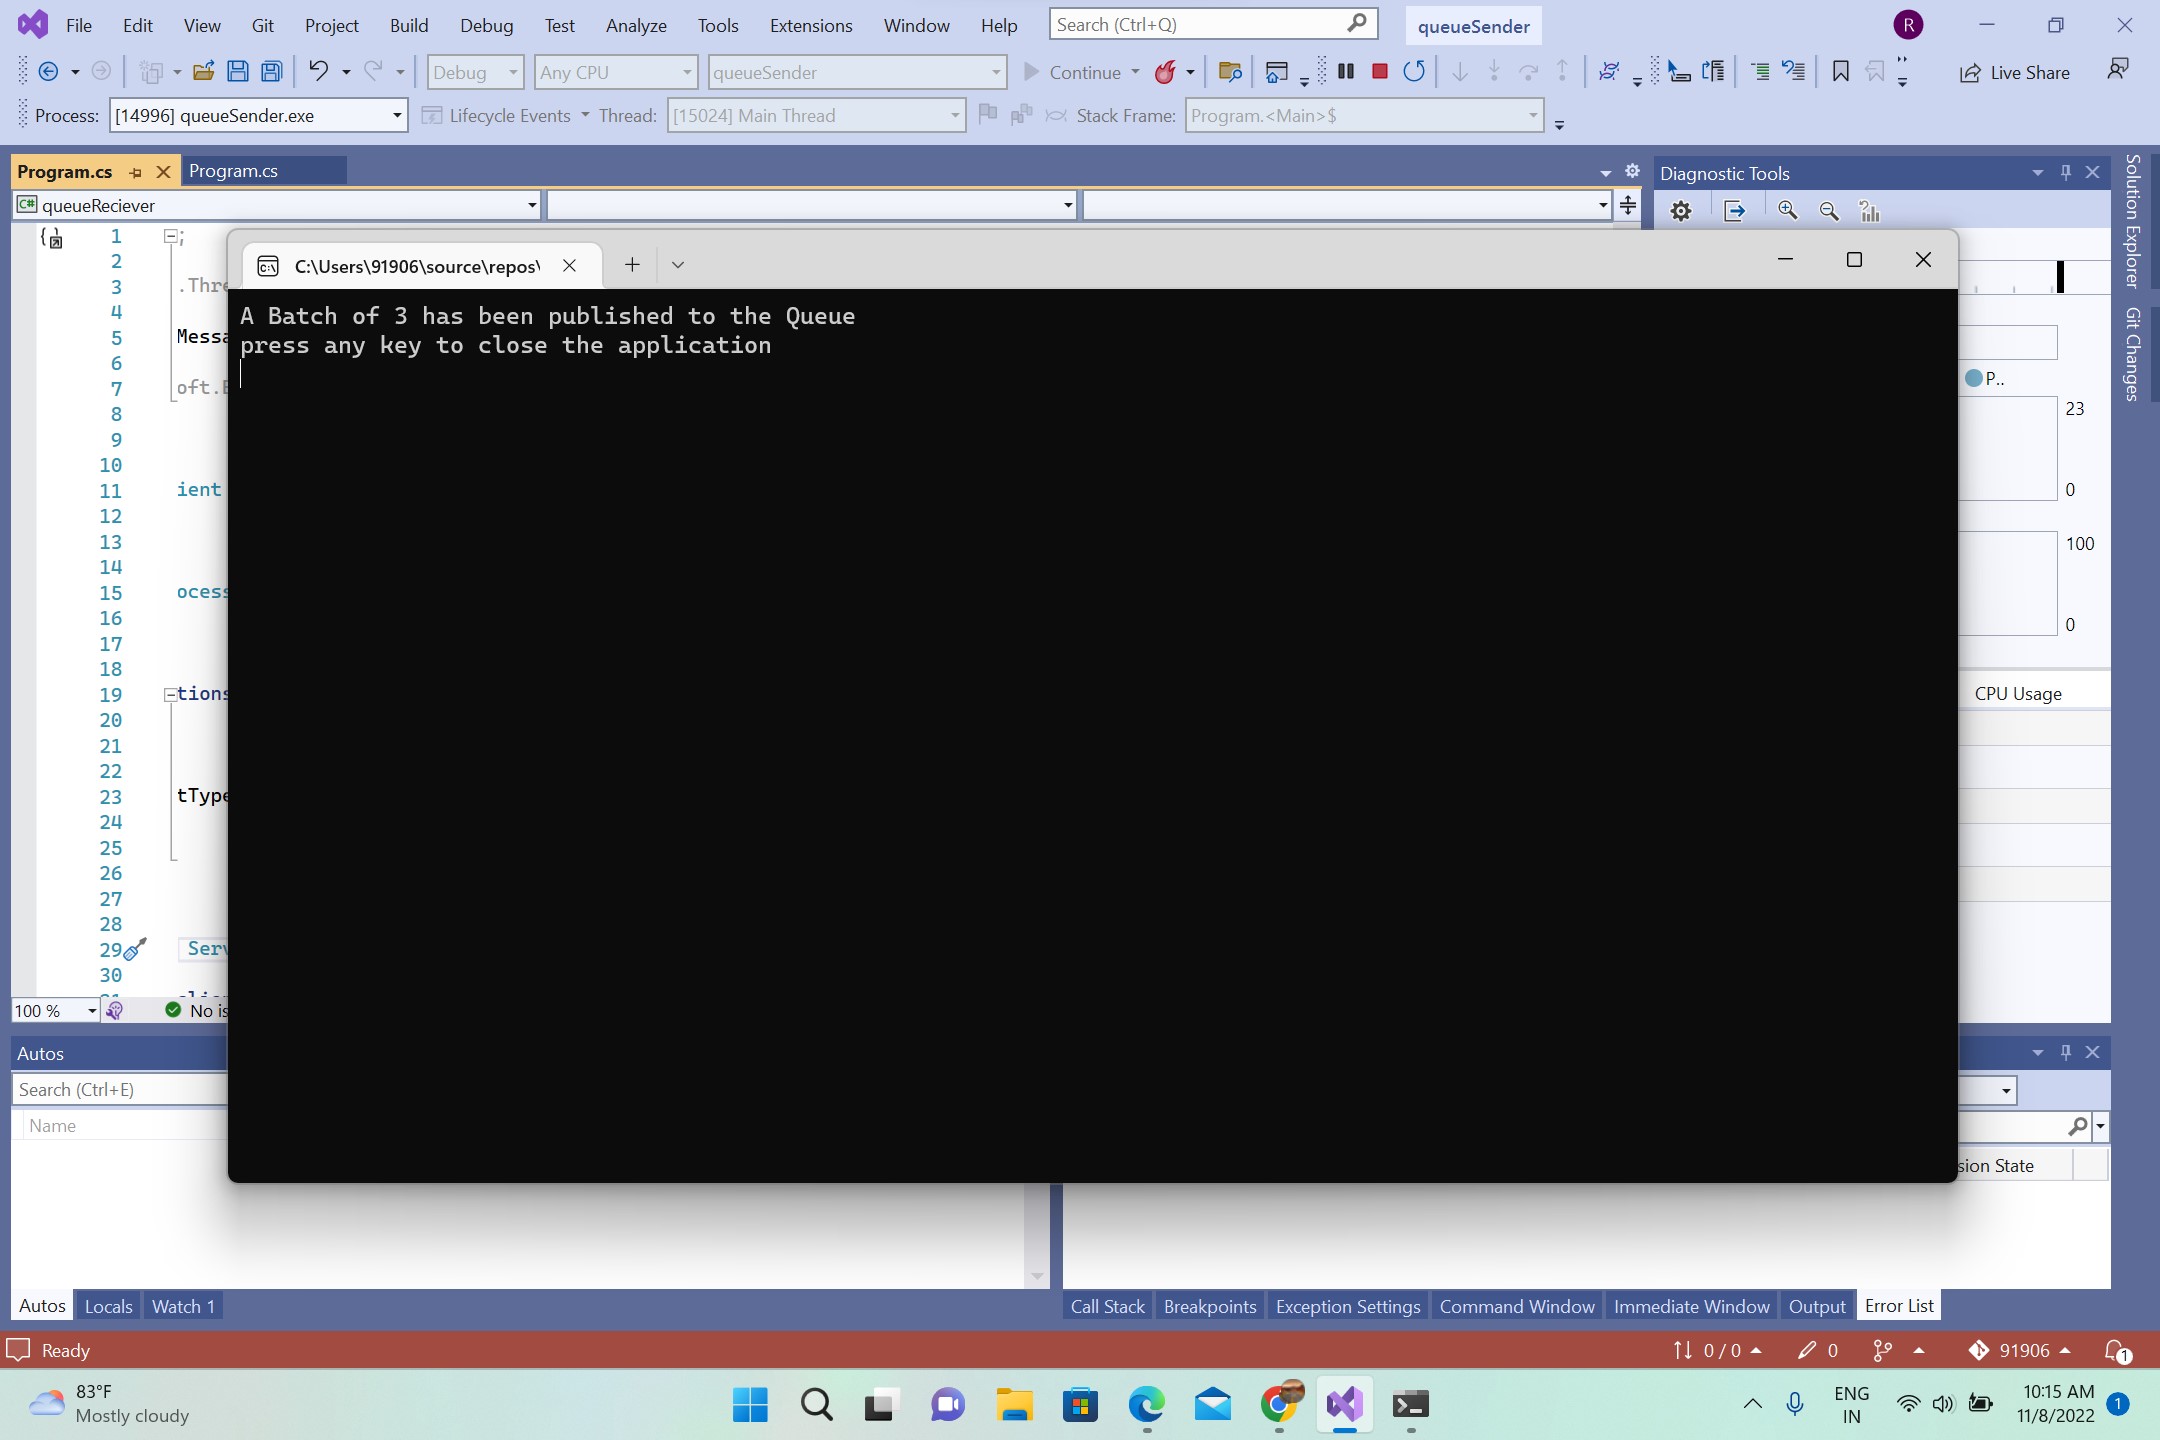 File Edit View Git Project Build Debug Test Analyze Tools Extensions Window Help Search (Ctrl+Q) queueSender R
Debug Any CPU queueSender Continue Live Share
Process: [14996] queueSender.exe Lifecycle Events Thread: [15024] Main Thread Stack Frame: Program.<Main>$
Program.cs Program.cs
Diagnostic Tools
Solution Explorer
Git Changes
C# queueReciever
C:\Users\91906\source\repos\
A Batch of 3 has been published to the Queue
press any key to close the application
1 ;
2
3 .Thre
4
5 Messa
6
7 oft.
8
9
10
11 ient
12
13
14
15 ocess
16
17
18
19 tions
20
21
22
23 tType
24
25
26
27
28
29 Serv
30
P..
23
0
100
0
CPU Usage
100 % No is
Autos
Search (Ctrl+E)
Name
sion State
Autos Locals Watch 1
Call Stack Breakpoints Exception Settings Command Window Immediate Window Output Error List
Ready 0 / 0 0 91906 1
83°F
Mostly cloudy
ENG
IN
10:15 AM
11/8/2022
1